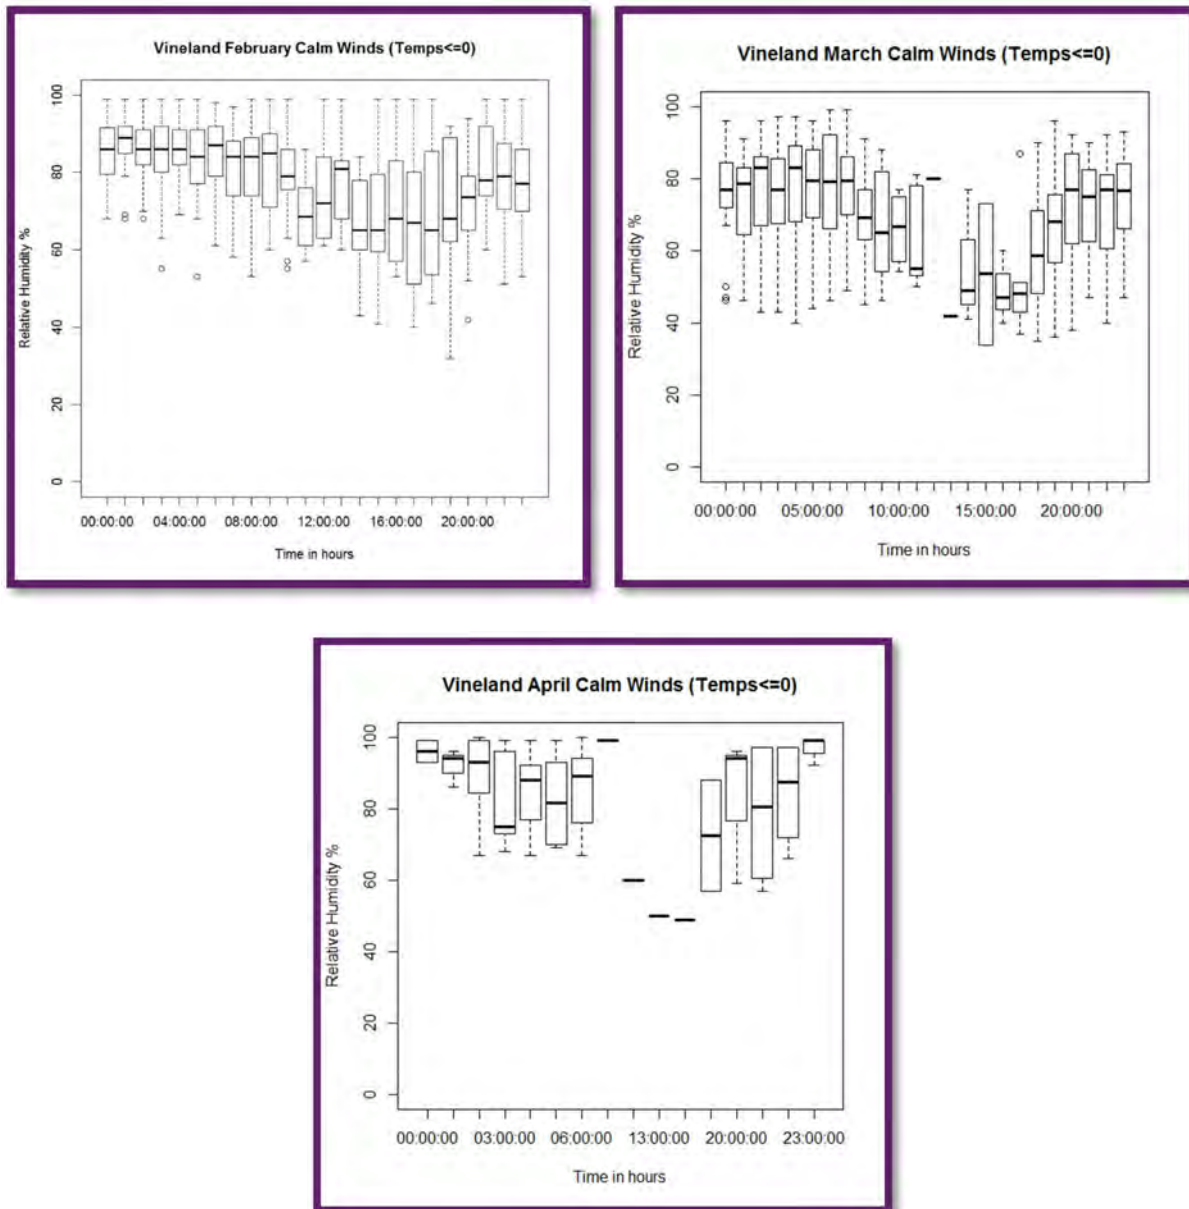 Vineland February Calm Winds (Temps<=0)
Relative Humidity %
100
80
60
40
20
0
00:00:00 04:00:00 08:00:00 12:00:00 16:00:00 20:00:00
Time in hours
Vineland March Calm Winds (Temps<=0)
Relative Humidity %
100
80
60
40
20
0
00:00:00 05:00:00 10:00:00 15:00:00 20:00:00
Time in hours
Vineland April Calm Winds (Temps<=0)
Relative Humidity %
100
80
60
40
20
0
00:00:00 03:00:00 06:00:00 13:00:00 20:00:00 23:00:00
Time in hours